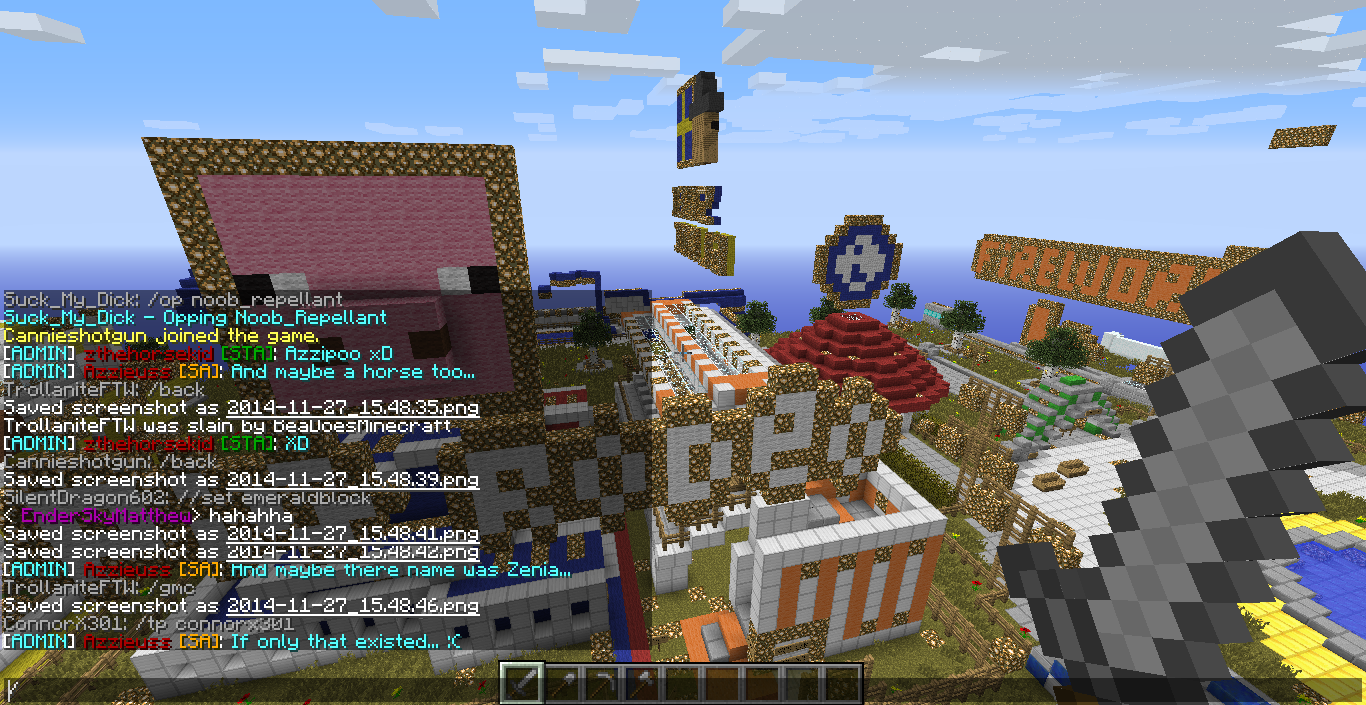 FIREWOR
Suck_My_Dick: /op noob_repellant
Suck_My_Dick - Opping Noob_Repellant
Cannieshotgun joined the game.
[ADMIN] zthehorsekid [STA]: Azzipoo xD
[ADMIN] Azzieuss [SA]: And maybe a horse too...
TrollaniteFTW: /back
Saved screenshot as 2014-11-27_15.48.35.png
TrollaniteFTW was slain by BeaDoesMinecraft
[ADMIN] zthehorsekid [STA]: XD
Cannieshotgun: /back
Saved screenshot as 2014-11-27_15.48.39.png
SilentDragon602: //set emeraldblock
< EnderSkyMatthew> hahahha
Saved screenshot as 2014-11-27_15.48.41.png
Saved screenshot as 2014-11-27_15.48.42.png
[ADMIN] Azzieuss [SA]: And maybe there name was Zenia...
TrollaniteFTW: /gmc
Saved screenshot as 2014-11-27_15.48.46.png
ConnorX301: /tp connorx301
[ADMIN] Azzieuss [SA]: If only that existed... :C
/